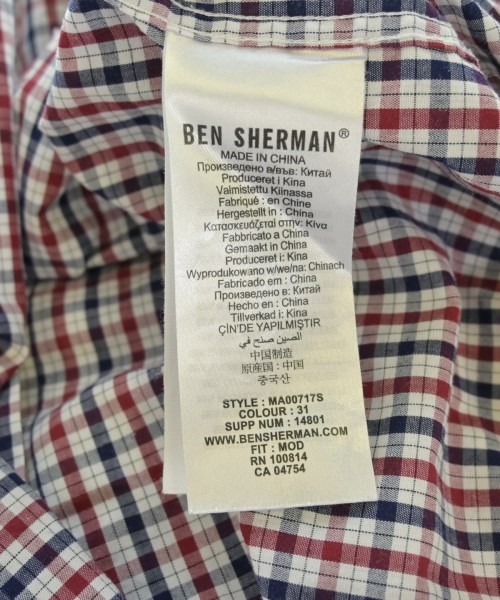 BEN SHERMAN®
MADE IN CHINA
Произведено в/във: Китай
Produceret i Kina
Valmistettu Kiinassa
Fabriqué : en Chine
Hergestellt in : China
Κατασκευάζεται στην: Κίνα
Fabbricato a China
Gemaakt in China
Produceret i: Kina
Wyprodukowano w/we/na: Chinach
Fabricado em : China
Произведено в: Китай
Hecho en : China
Tillverkad i: Kina
ÇİN'DE YAPILMIŞTIR
الصين صنع في
中国制造
原産国 : 中国
중국산
STYLE : MA00717S
COLOUR : 31
SUPP NUM : 14801
WWW.BENSHERMAN.COM
FIT : MOD
RN 100814
CA 04754